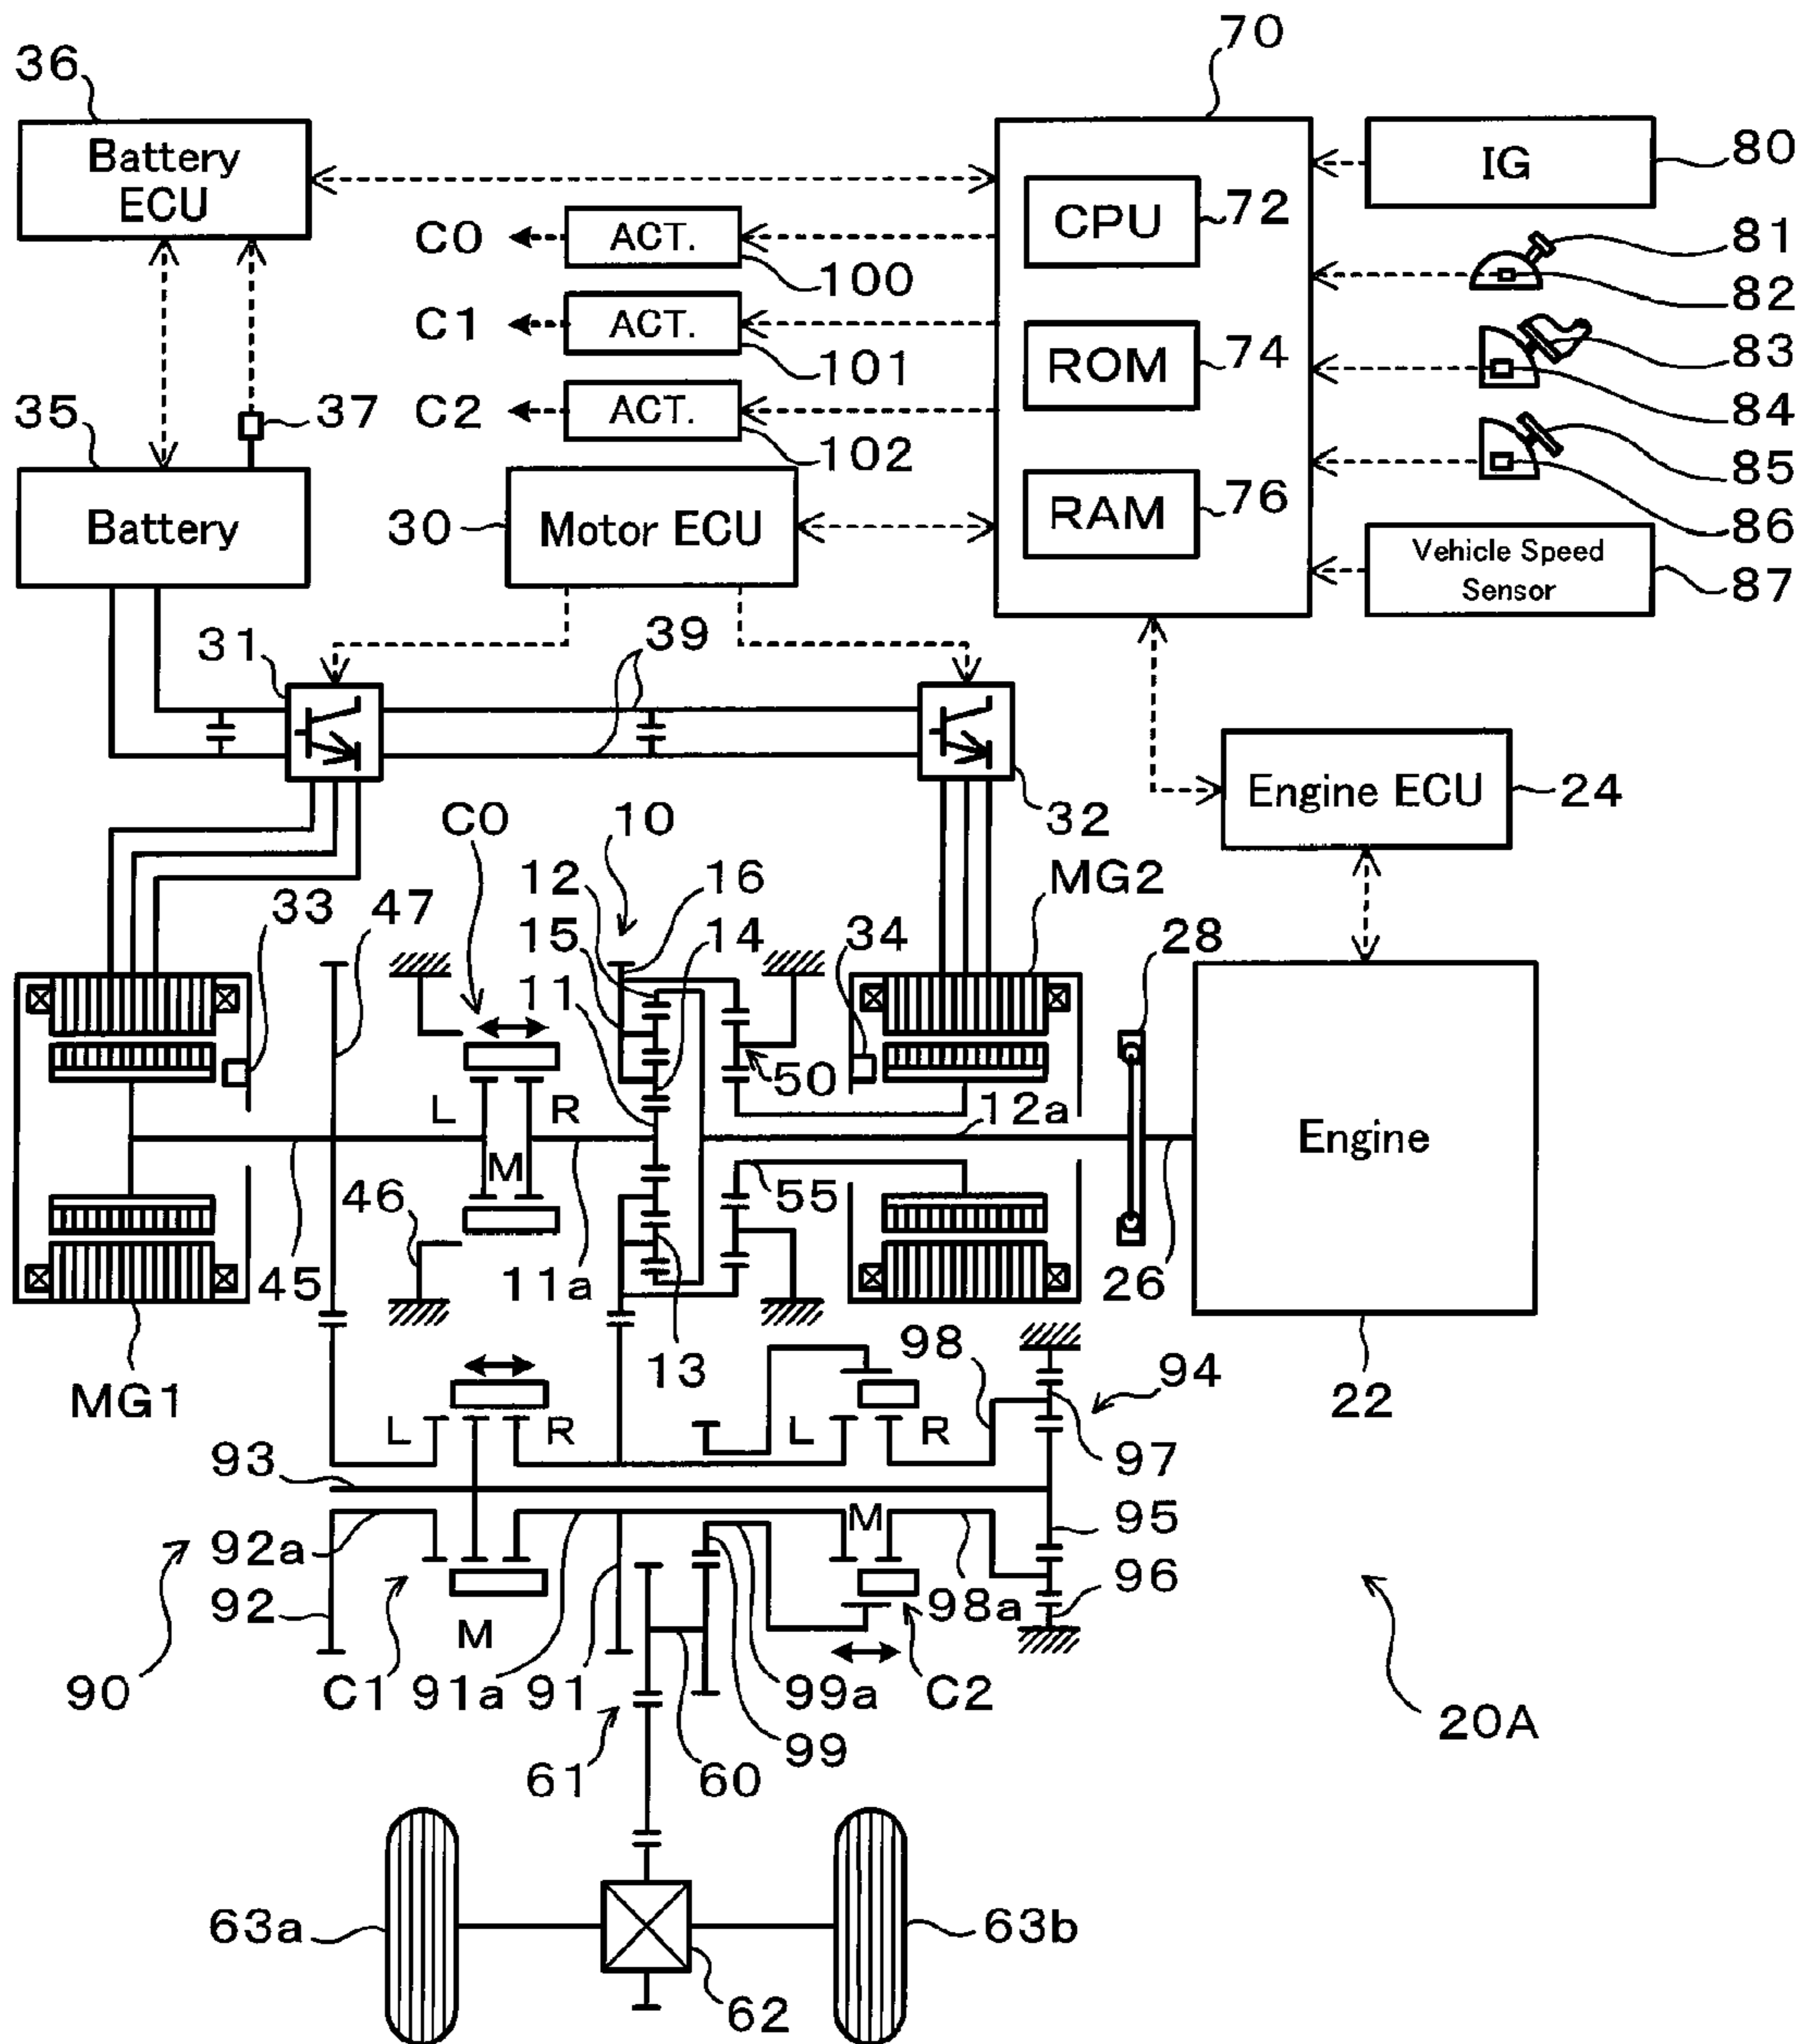 70
36
Battery
ECU
IG
80
CPU
72
C0
ACT.
100
81
82
C1
ACT.
101
ROM
74
83
84
C2
ACT.
102
35
37
85
86
Battery
30
Motor ECU
RAM
76
Vehicle Speed
Sensor
87
31
39
32
Engine ECU
24
C0
10
12
16
MG2
33
47
15
14
34
28
11
50
L
R
12a
M
Engine
46
55
45
11a
26
13
98
94
22
MG1
L
R
L
R
97
93
M
95
92a
96
92
M
98a
90
C1
91a
91
99a
C2
20A
99
61
60
63a
63b
62